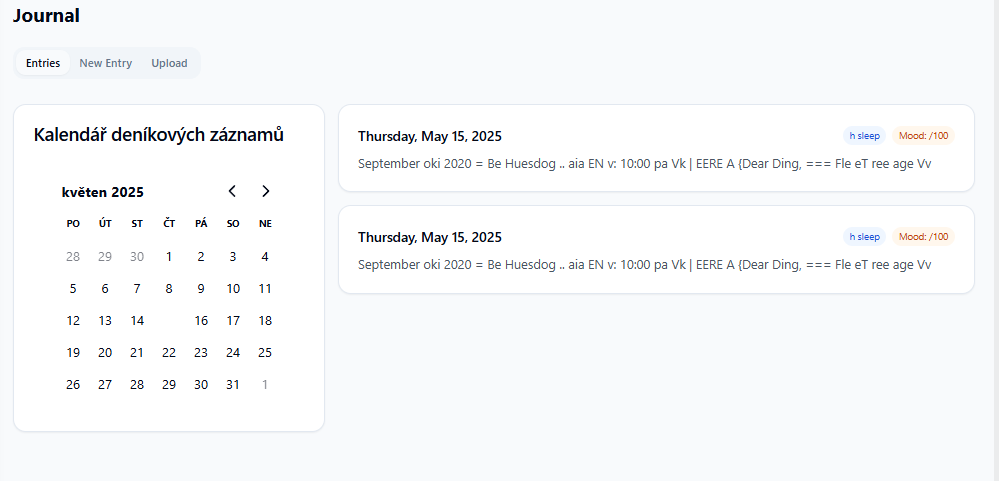 Journal
Entries New Entry Upload
Kalendář deníkových záznamů
květen 2025
PO ÚT ST ČT PÁ SO NE
28 29 30 1 2 3 4
5 6 7 8 9 10 11
12 13 14 16 17 18
19 20 21 22 23 24 25
26 27 28 29 30 31 1
Thursday, May 15, 2025 h sleep Mood: /100
September oki 2020 = Be Huesdog .. aia EN v: 10:00 pa Vk | EERE A {Dear Ding, === Fle eT ree age Vv
Thursday, May 15, 2025 h sleep Mood: /100
September oki 2020 = Be Huesdog .. aia EN v: 10:00 pa Vk | EERE A {Dear Ding, === Fle eT ree age Vv